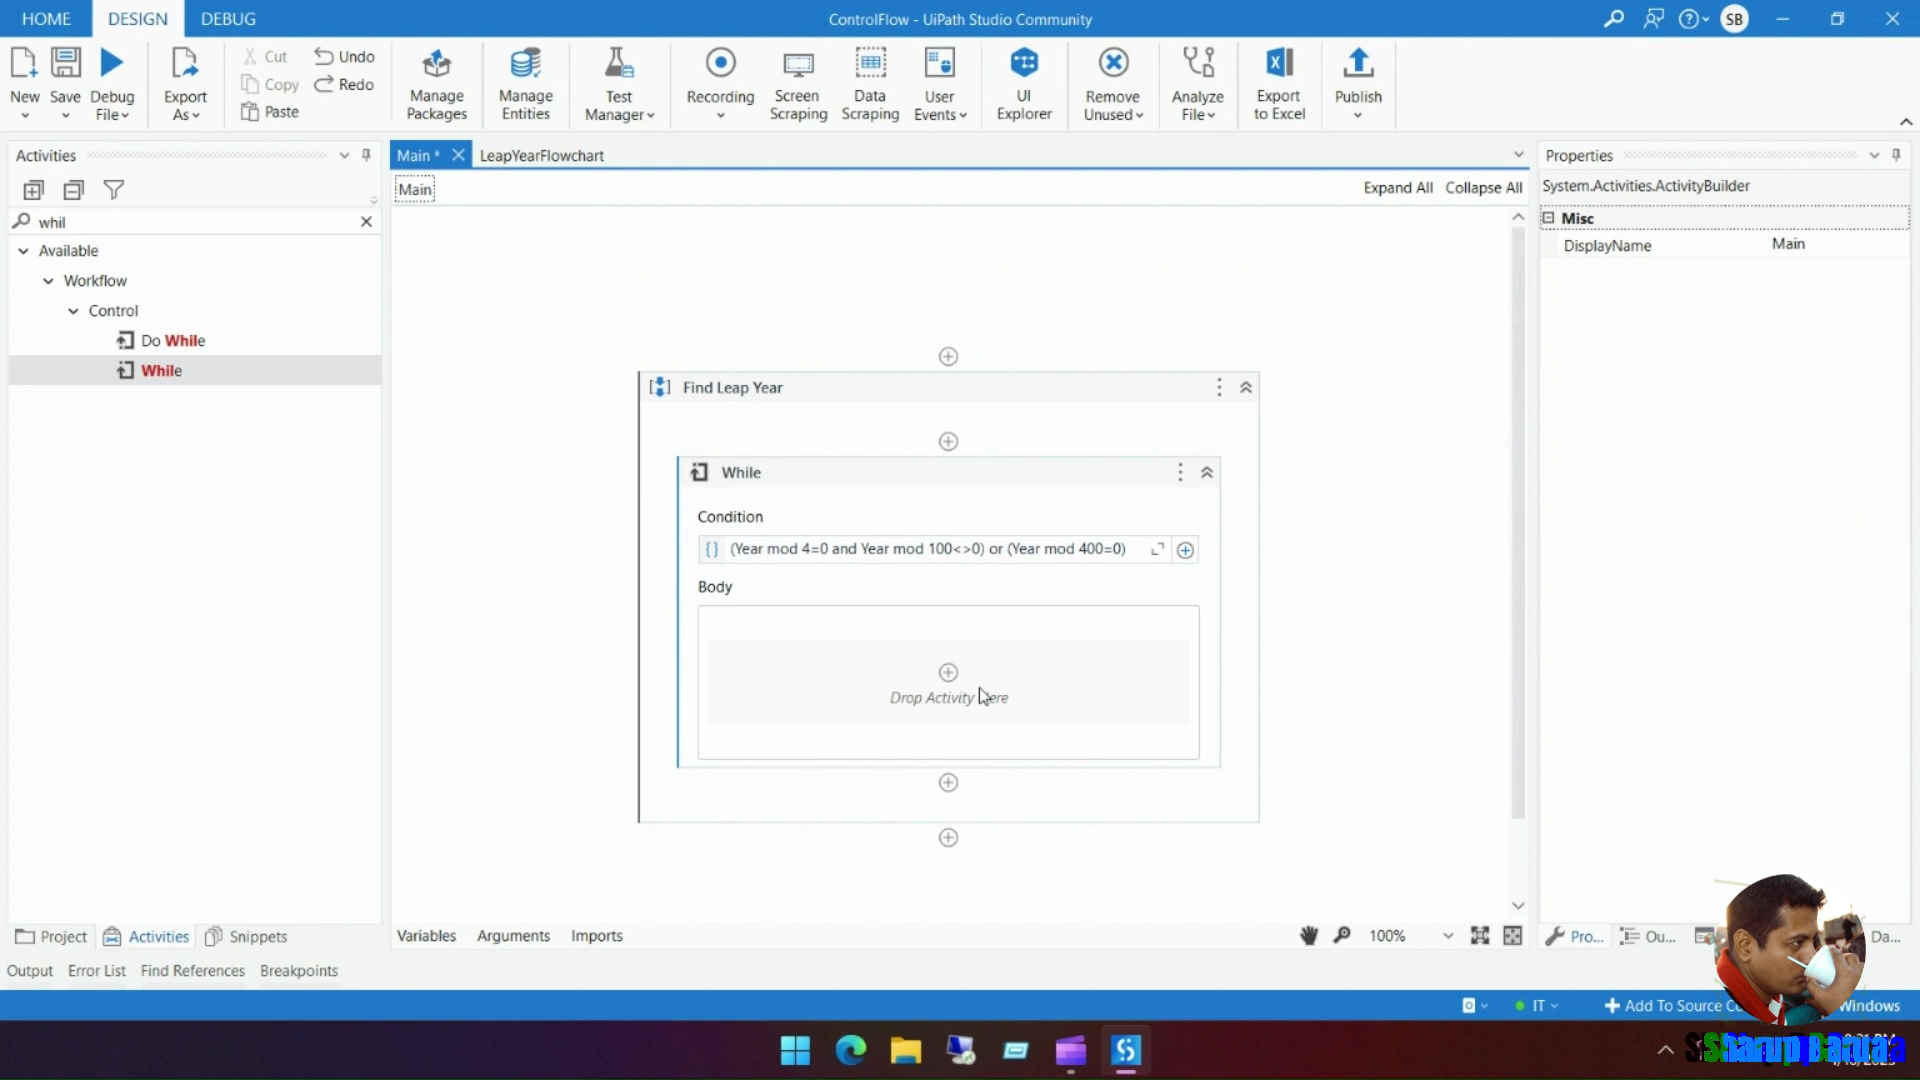 HOME DESIGN DEBUG ControlFlow - UiPath Studio Community SB
New Save Debug File Export As Cut Copy Paste Undo Redo Manage Packages Manage Entities Test Manager Recording Screen Scraping Data Scraping User Events UI Explorer Remove Unused Analyze File Export to Excel Publish
Activities
whil
Available
Workflow
Control
Do While
While
Main * LeapYearFlowchart
Main Expand All Collapse All
Find Leap Year
While
Condition
(Year mod 4=0 and Year mod 100<>0) or (Year mod 400=0)
Body
Drop Activity Here
Properties
System.Activities.ActivityBuilder
Misc
DisplayName Main
Project Activities Snippets
Variables Arguments Imports 100%
Pro... Ou... Da...
Output Error List Find References Breakpoints
IT Add To Source Windows
Sharup Barua